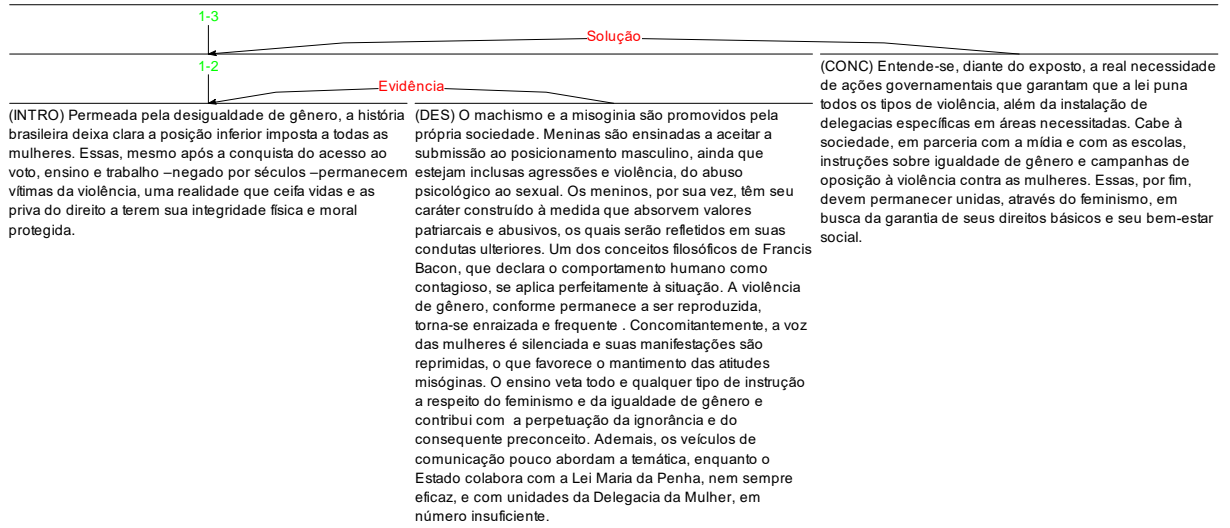 1-3
Solução
1-2
Evidência
(INTRO) Permeada pela desigualdade de gênero, a história
brasileira deixa clara a posição inferior imposta a todas as
mulheres. Essas, mesmo após a conquista do acesso ao
voto, ensino e trabalho –negado por séculos –permanecem
vítimas da violência, uma realidade que ceifa vidas e as
priva do direito a terem sua integridade física e moral
protegida.
(DES) O machismo e a misoginia são promovidos pela
própria sociedade. Meninas são ensinadas a aceitar a
submissão ao posicionamento masculino, ainda que
estejam inclusas agressões e violência, do abuso
psicológico ao sexual. Os meninos, por sua vez, têm seu
caráter construído à medida que absorvem valores
patriarcais e abusivos, os quais serão refletidos em suas
condutas ulteriores. Um dos conceitos filosóficos de Francis
Bacon, que declara o comportamento humano como
contagioso, se aplica perfeitamente à situação. A violência
de gênero, conforme permanece a ser reproduzida,
torna-se enraizada e frequente . Concomitantemente, a voz
das mulheres é silenciada e suas manifestações são
reprimidas, o que favorece o mantimento das atitudes
misóginas. O ensino veta todo e qualquer tipo de instrução
a respeito do feminismo e da igualdade de gênero e
contribui com  a perpetuação da ignorância e do
consequente preconceito. Ademais, os veículos de
comunicação pouco abordam a temática, enquanto o
Estado colabora com a Lei Maria da Penha, nem sempre
eficaz, e com unidades da Delegacia da Mulher, em
número insuficiente.
(CONC) Entende-se, diante do exposto, a real necessidade
de ações governamentais que garantam que a lei puna
todos os tipos de violência, além da instalação de
delegacias específicas em áreas necessitadas. Cabe à
sociedade, em parceria com a mídia e com as escolas,
instruções sobre igualdade de gênero e campanhas de
oposição à violência contra as mulheres. Essas, por fim,
devem permanecer unidas, através do feminismo, em
busca da garantia de seus direitos básicos e seu bem-estar
social.